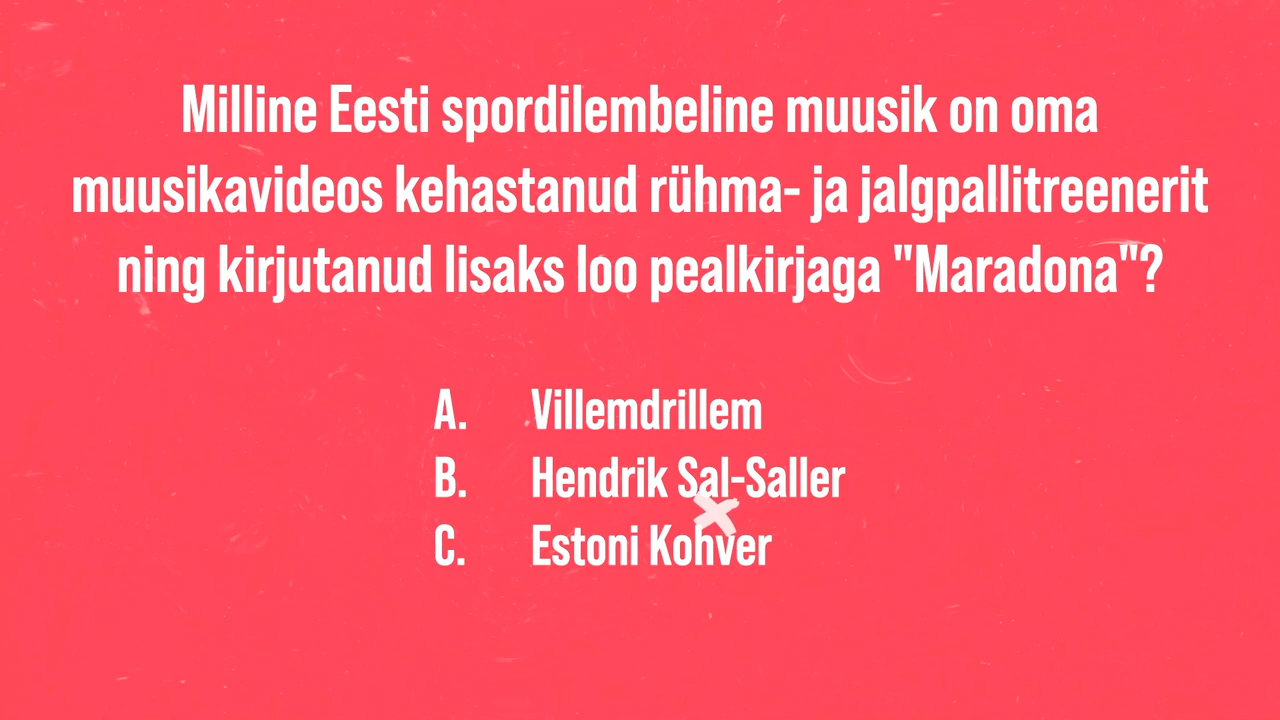 Milline Eesti spordilembeline muusik on oma
muusikavideos kehastanud rühma- ja jalgpallitreenerit
ning kirjutanud lisaks loo pealkirjaga "Maradona"?
A. Villemdrillem
B. Hendrik Sal-Saller
C. Estoni Kohver